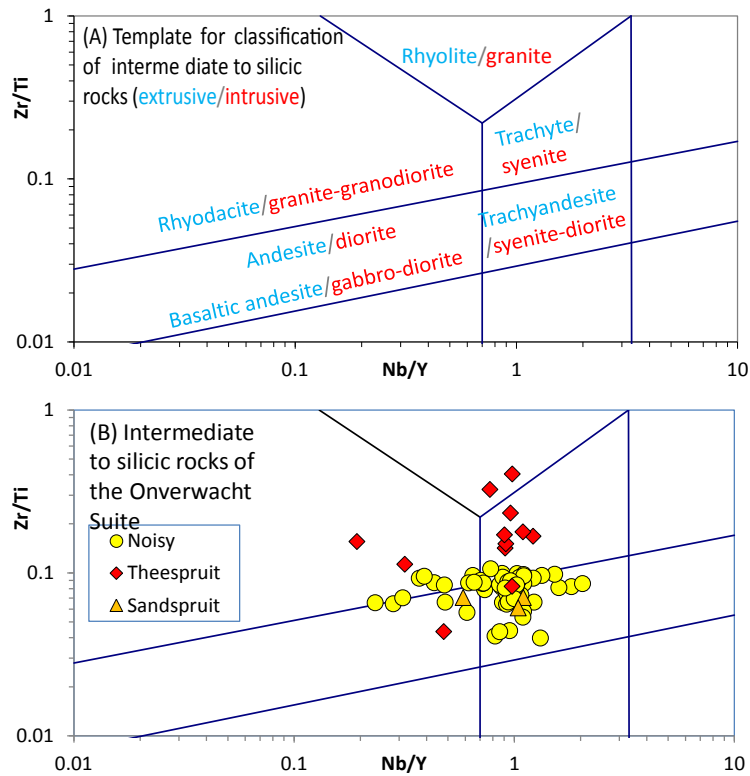 1
0.1
0.01
Zr/Ti
(A) Template for classification
of interme diate to silicic
rocks (extrusive/intrusive)
Rhyolite/granite
Trachyte/
syenite
Rhyodacite/granite-granodiorite
Andesite/diorite
Trachyandesite
/syenite-diorite
Basaltic andesite/gabbro-diorite
0.01
0.1
Nb/Y
1
10
1
0.1
0.01
Zr/Ti
(B) Intermediate
to silicic rocks of
the Onverwacht
Suite
Noisy
Theespruit
Sandspruit
0.01
0.1
Nb/Y
1
10